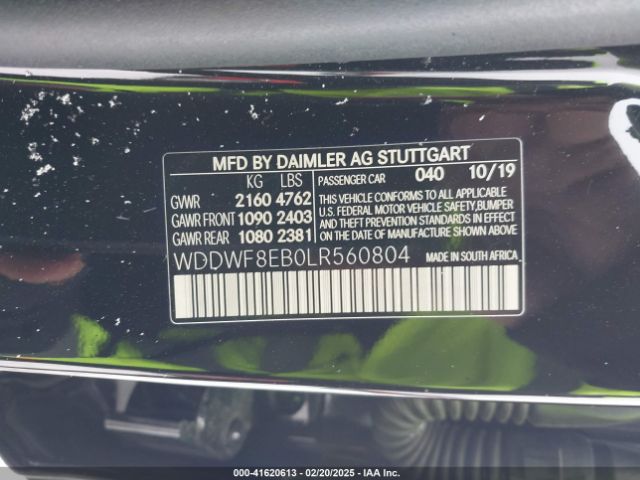 MFD BY DAIMLER AG STUTTGART
KG LBS
GVWR 2160 4762
GAWR FRONT 1090 2403
GAWR REAR 1080 2381
PASSENGER CAR 040 10/19
THIS VEHICLE CONFORMS TO ALL APPLICABLE
U.S. FEDERAL MOTOR VEHICLE SAFETY,BUMPER
AND THEFT PREVENTION STANDARDS IN EFFECT
ON THE DATE OF MANUFACTURE SHOWN ABOVE
WDDWF8EB0LR560804 MADE IN SOUTH AFRICA
000-41620613 - 02/20/2025 - IAA Inc.